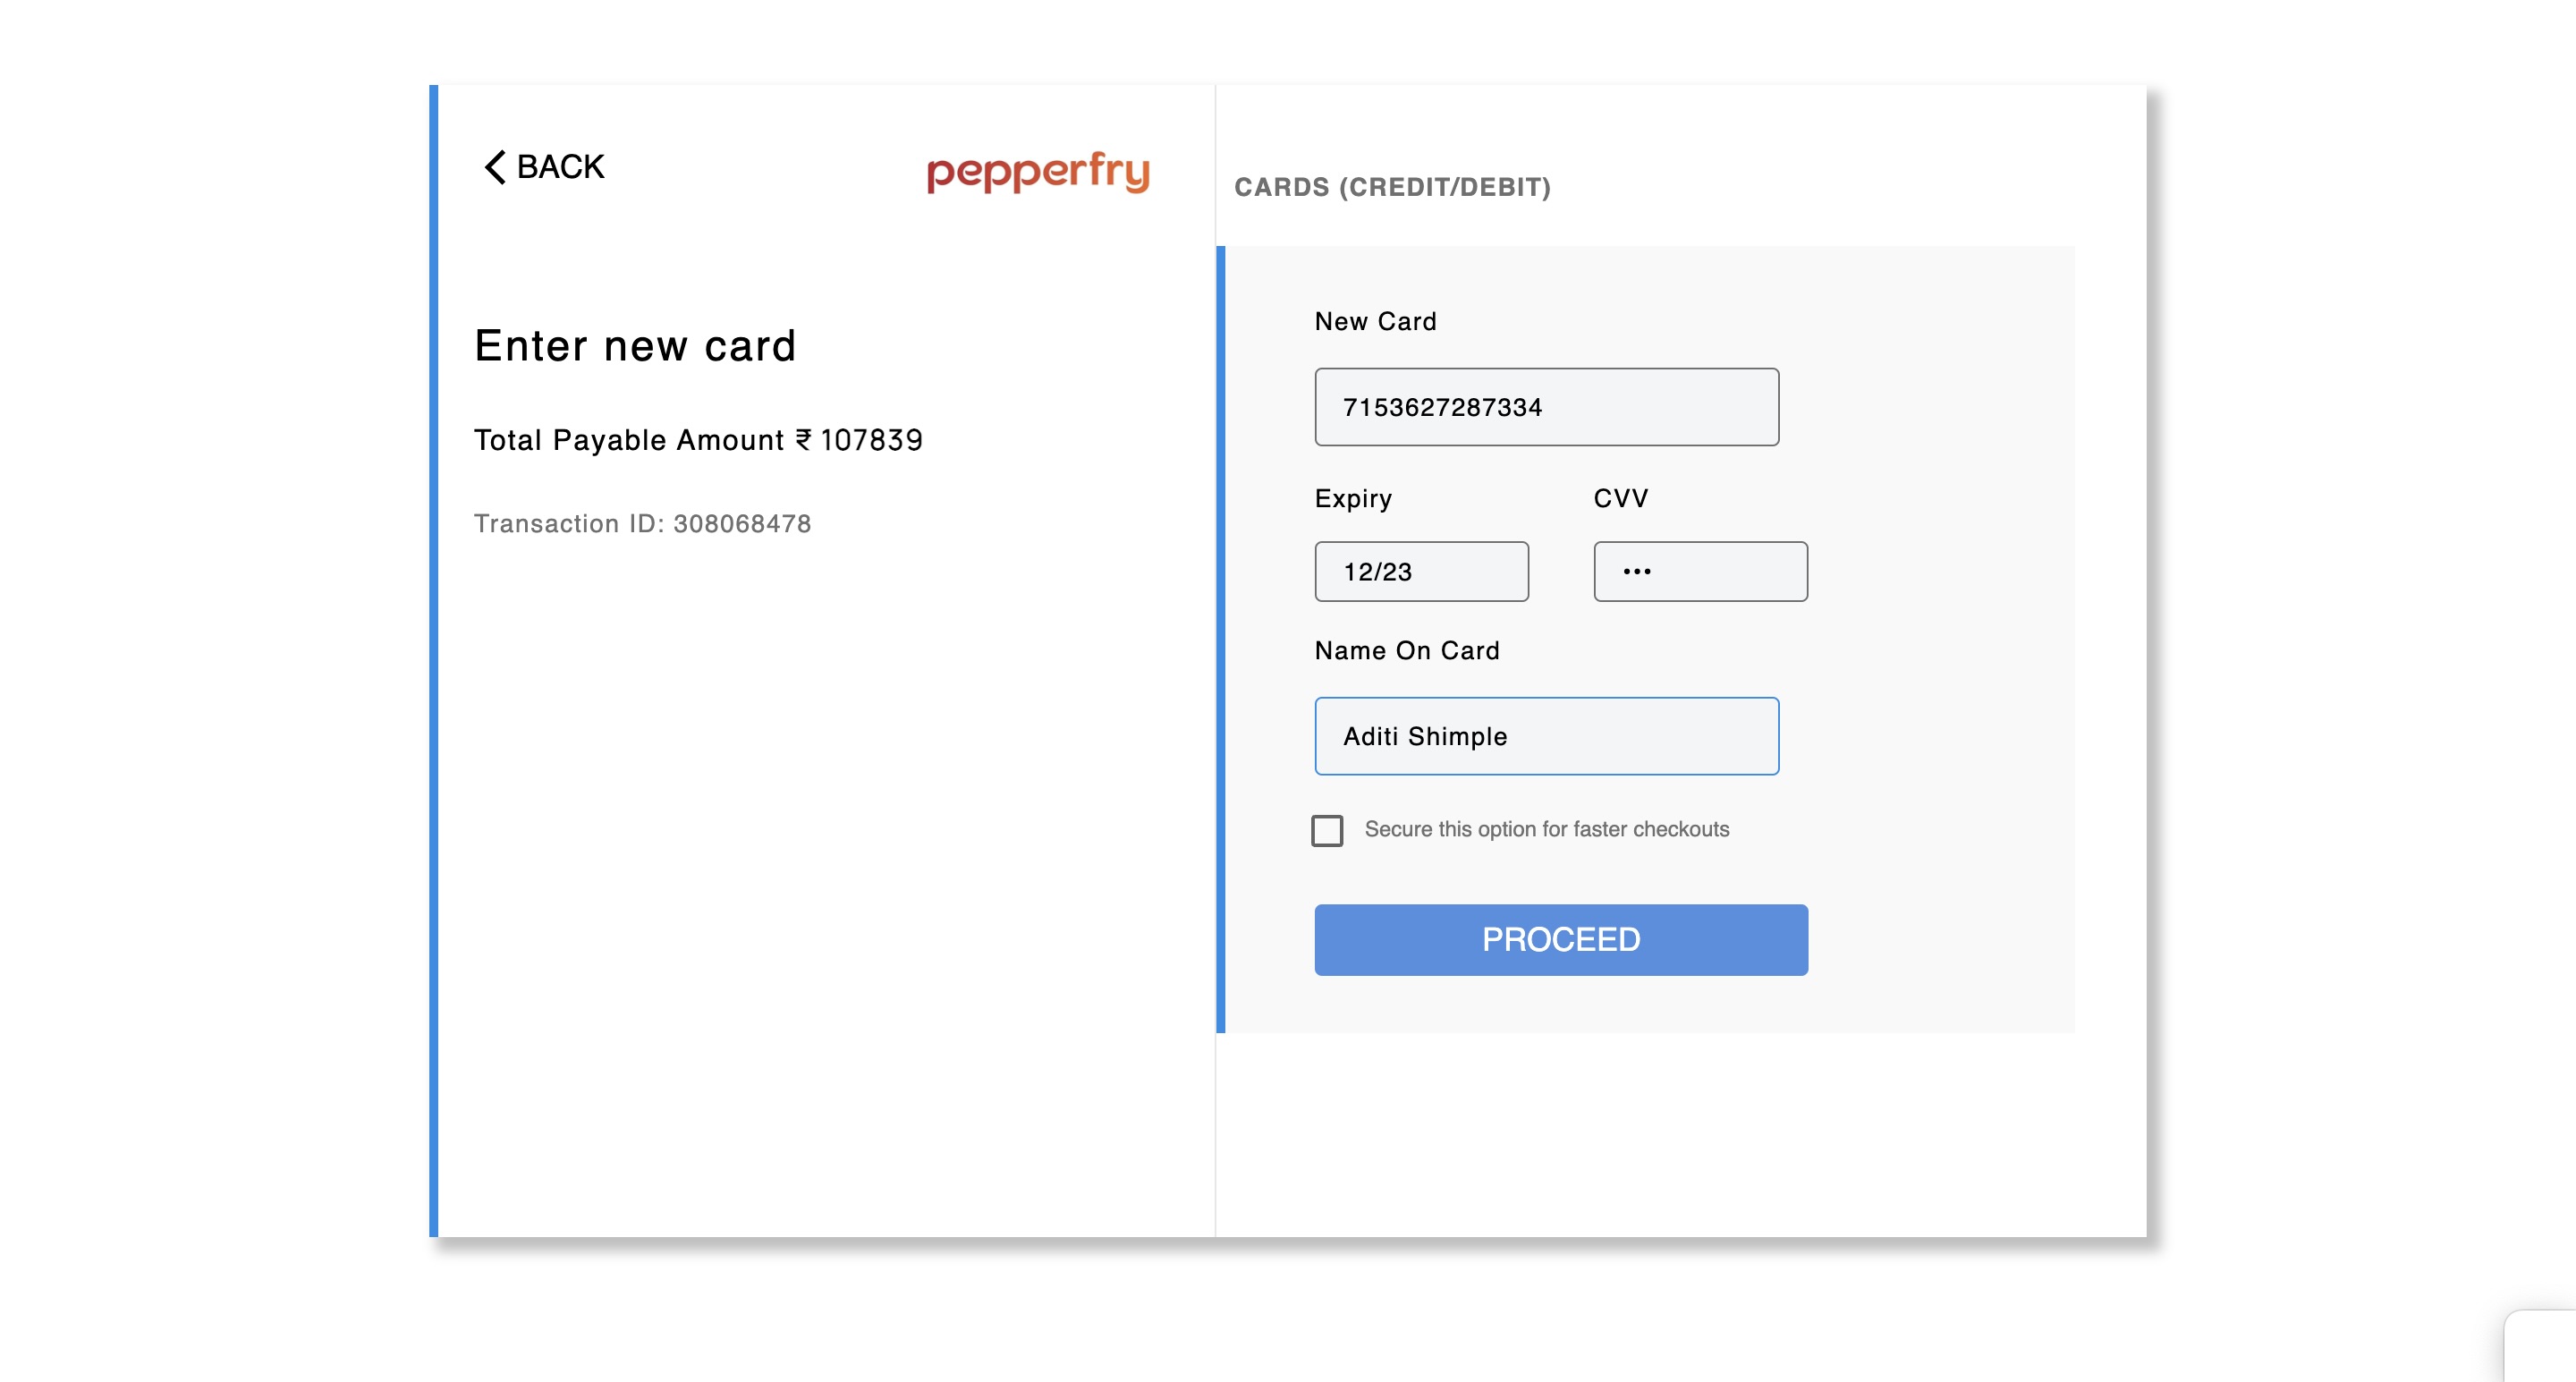 BACK
pepperfry
Enter new card
Total Payable Amount ₹ 107839
Transaction ID: 308068478
CARDS (CREDIT/DEBIT)
New Card
7153627287334
Expiry CVV
12/23 •••
Name On Card
Aditi Shimple
Secure this option for faster checkouts
PROCEED